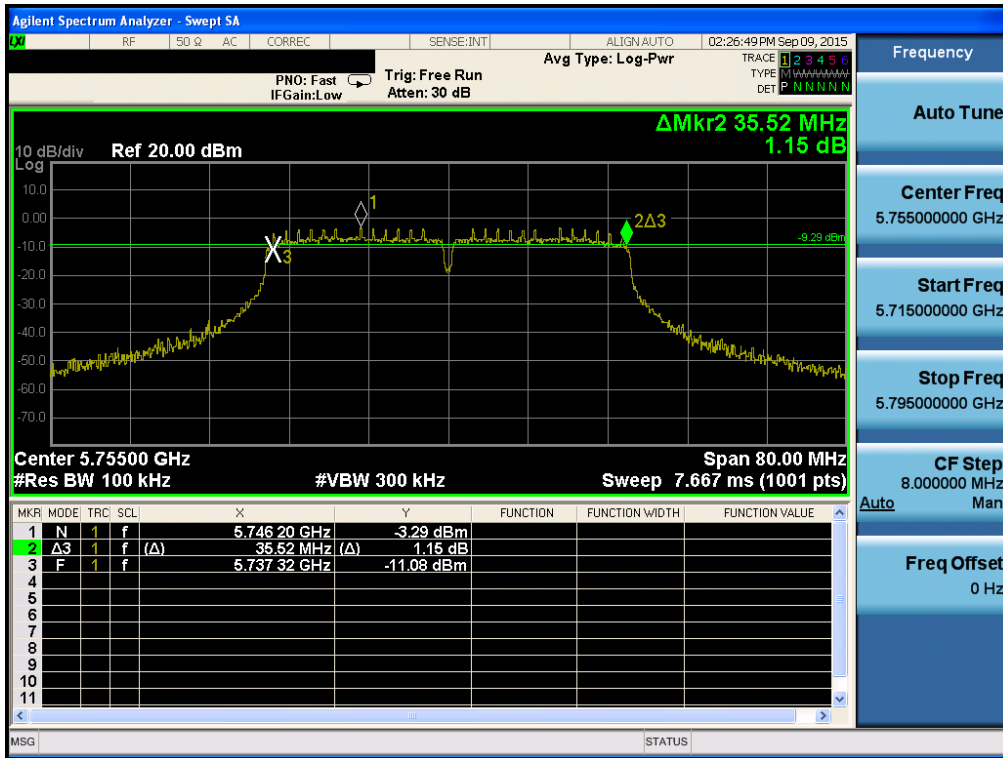 Agilent Spectrum Analyzer - Swept SA
LXI RF 50 Ω AC CORREC SENSE:INT ALIGN AUTO 02:26:49 PM Sep 09, 2015
Frequency
Avg Type: Log-Pwr
TRACE 1 2 3 4 5 6
PNO: Fast Trig: Free Run
TYPE M WWWWW
IFGain:Low Atten: 30 dB
DET P N N N N N
Auto Tune
ΔMkr2 35.52 MHz
1.15 dB
10 dB/div Ref 20.00 dBm
Log
10.0
0.00
-10.0
-20.0
-30.0
-40.0
-50.0
-60.0
-70.0
1
2Δ3
3
-9.29 dBm
Center Freq
5.755000000 GHz
Start Freq
5.715000000 GHz
Stop Freq
5.795000000 GHz
Center 5.75500 GHz Span 80.00 MHz
#Res BW 100 kHz #VBW 300 kHz Sweep 7.667 ms (1001 pts)
CF Step
8.000000 MHz
Auto Man
MKR MODE TRC SCL X Y FUNCTION FUNCTION WIDTH FUNCTION VALUE
1 N 1 f 5.746 20 GHz -3.29 dBm
2 Δ3 1 f (Δ) 35.52 MHz (Δ) 1.15 dB
3 F 1 f 5.737 32 GHz -11.08 dBm
4
5
6
7
8
9
10
11
Freq Offset
0 Hz
MSG STATUS